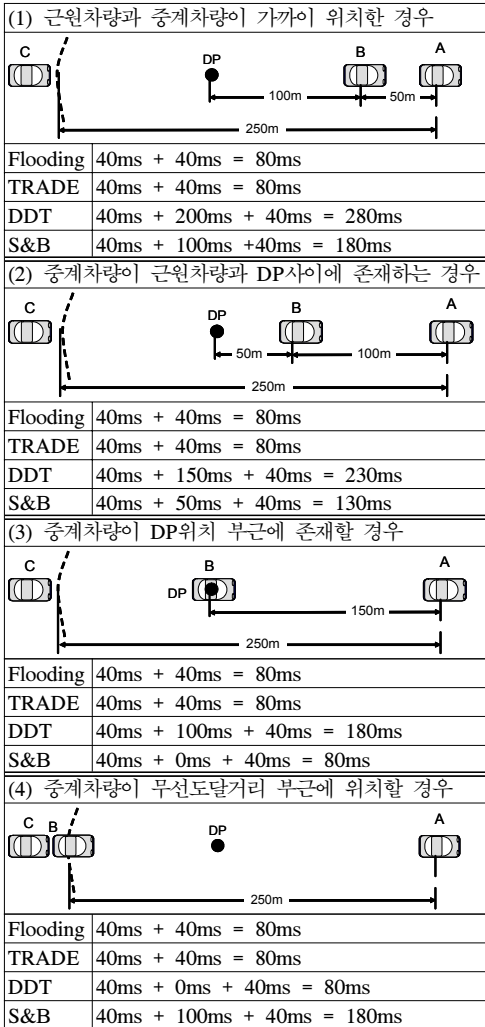 (1) 근원차량과 중계차량이 가까이 위치한 경우
C DP B A
100m 50m
250m
Flooding 40ms + 40ms = 80ms
TRADE 40ms + 40ms = 80ms
DDT 40ms + 200ms + 40ms = 280ms
S&B 40ms + 100ms +40ms = 180ms
(2) 중계차량이 근원차량과 DP사이에 존재하는 경우
C DP B A
50m 100m
250m
Flooding 40ms + 40ms = 80ms
TRADE 40ms + 40ms = 80ms
DDT 40ms + 150ms + 40ms = 230ms
S&B 40ms + 50ms + 40ms = 130ms
(3) 중계차량이 DP위치 부근에 존재할 경우
C B A
DP
150m
250m
Flooding 40ms + 40ms = 80ms
TRADE 40ms + 40ms = 80ms
DDT 40ms + 100ms + 40ms = 180ms
S&B 40ms + 0ms + 40ms = 80ms
(4) 중계차량이 무선도달거리 부근에 위치할 경우
C B DP A
250m
Flooding 40ms + 40ms = 80ms
TRADE 40ms + 40ms = 80ms
DDT 40ms + 0ms + 40ms = 80ms
S&B 40ms + 100ms + 40ms = 180ms